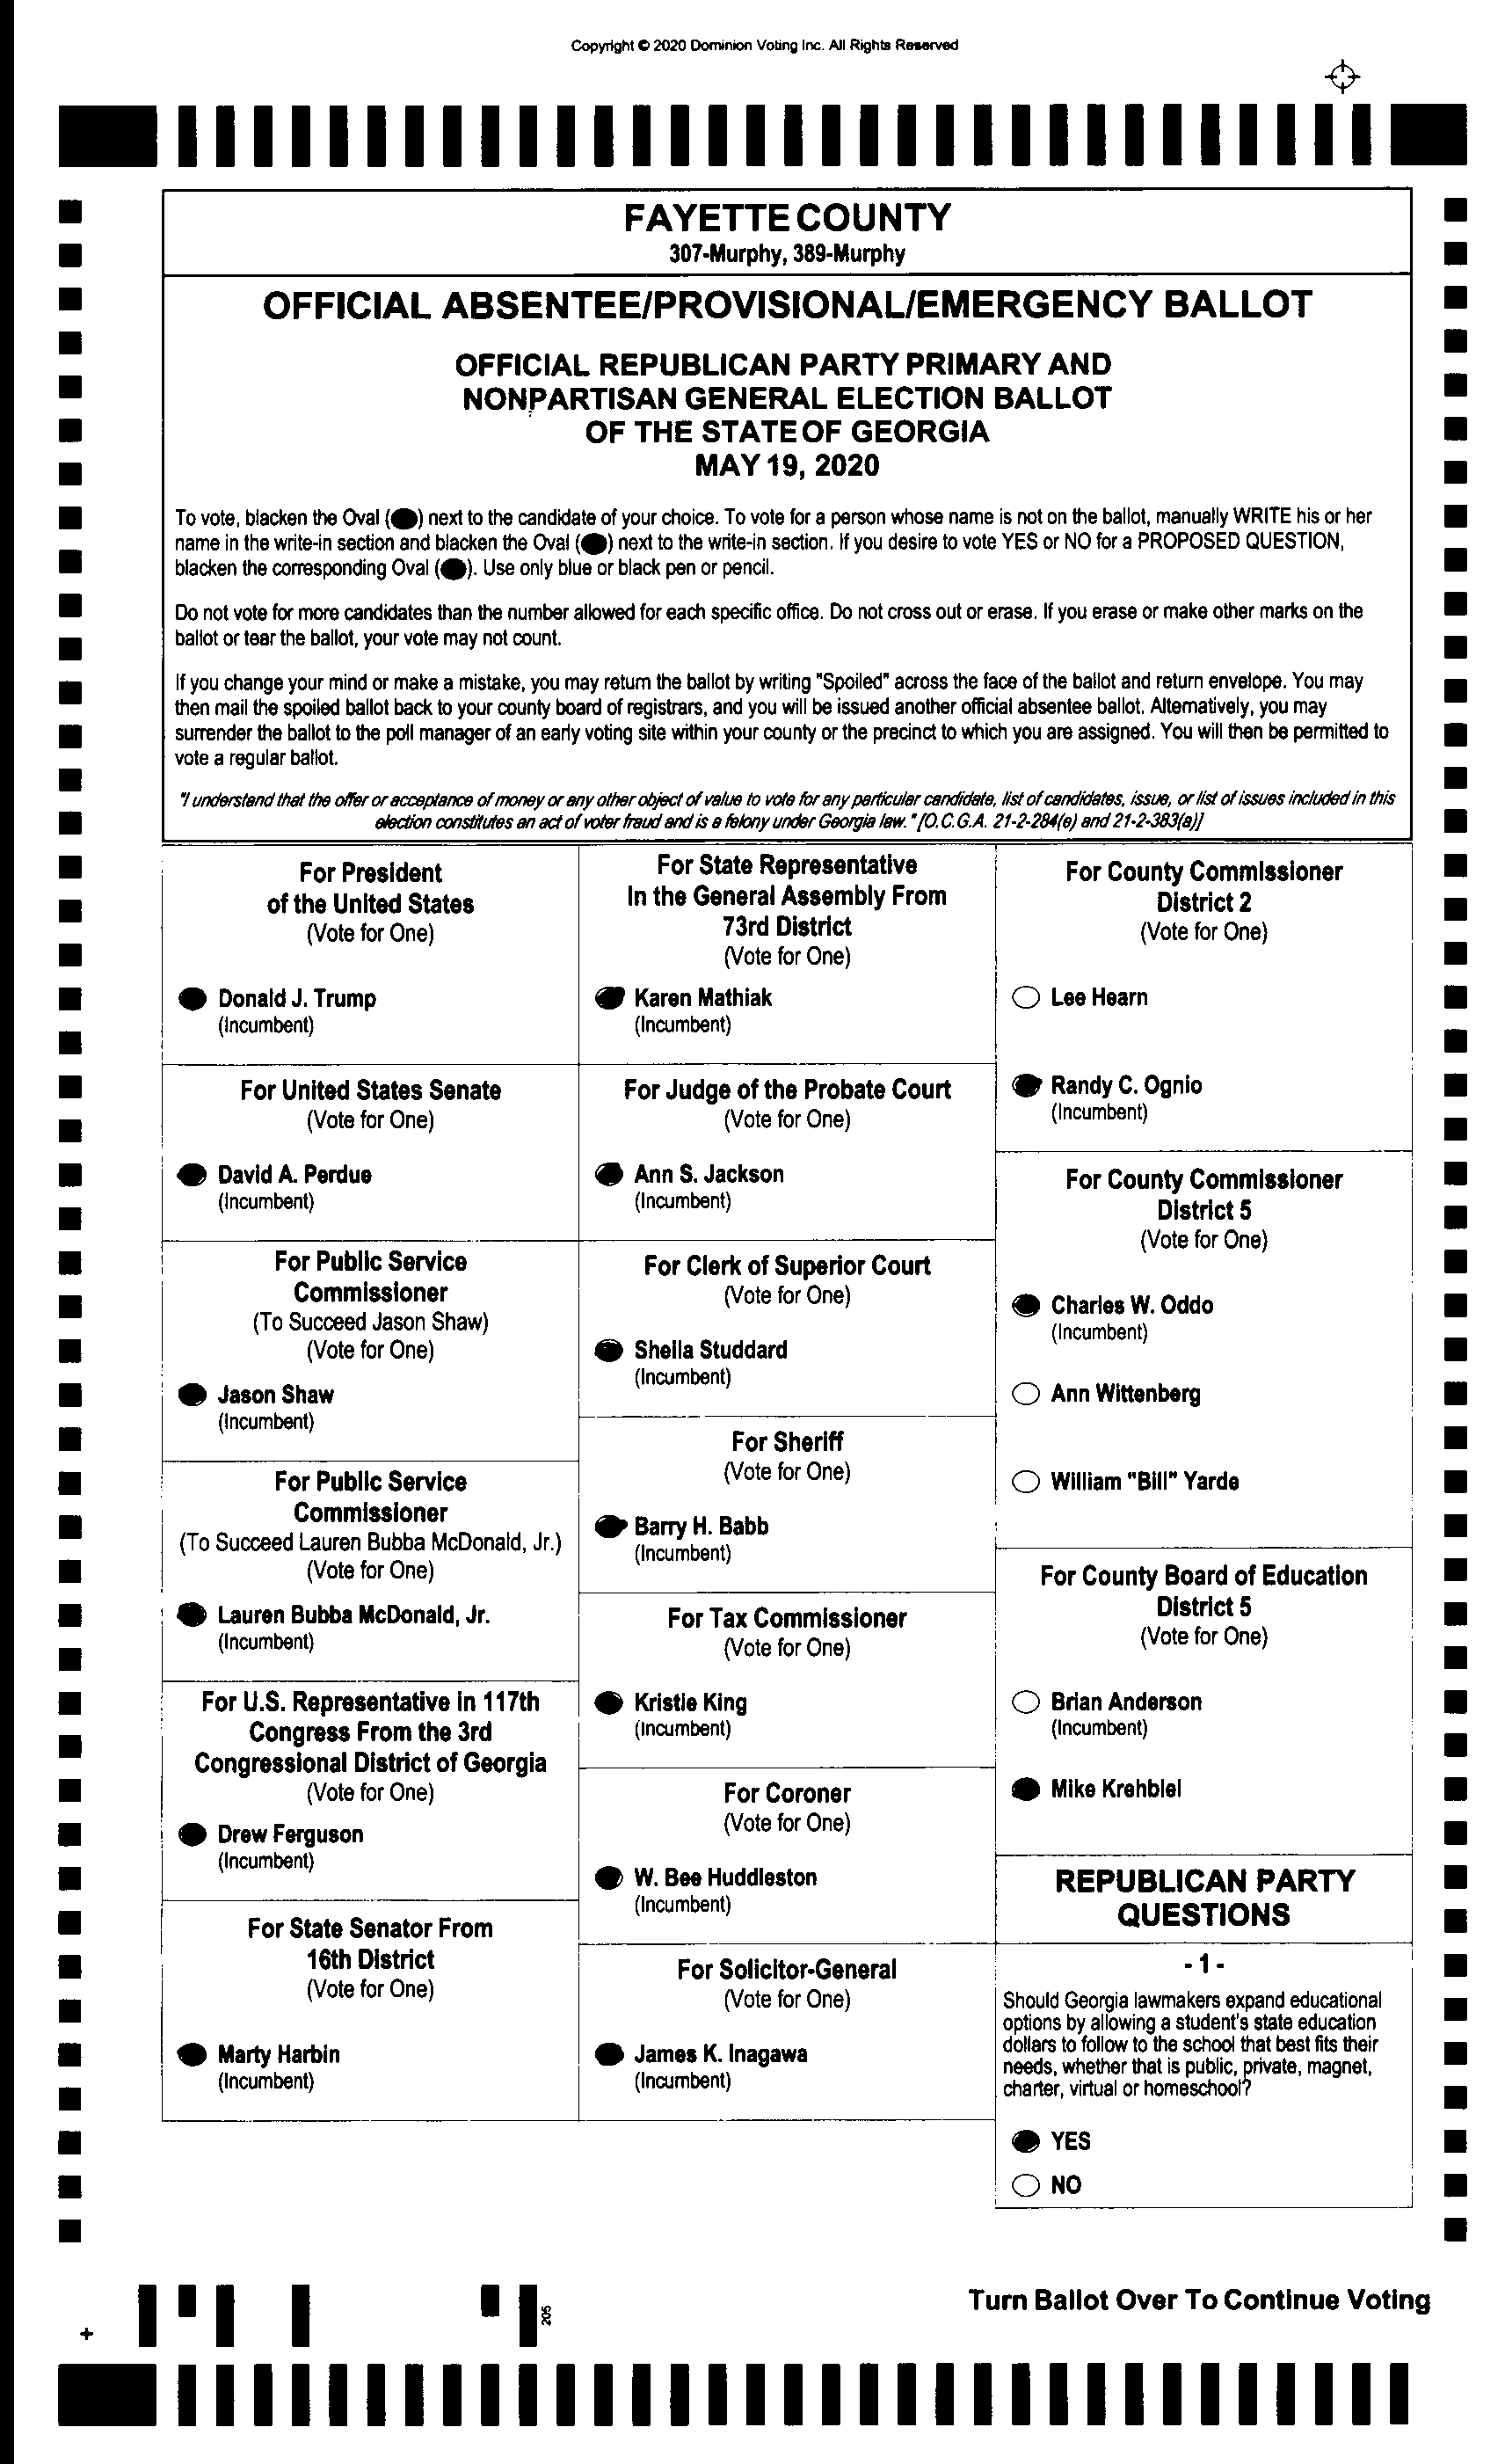 Copyright © 2020 Dominion Voting Inc. All Rights Reserved
FAYETTE COUNTY
307-Murphy, 389-Murphy
OFFICIAL ABSENTEE/PROVISIONAL/EMERGENCY BALLOT
OFFICIAL REPUBLICAN PARTY PRIMARY AND
NONPARTISAN GENERAL ELECTION BALLOT
OF THE STATE OF GEORGIA
MAY 19, 2020
To vote, blacken the Oval () next to the candidate of your choice. To vote for a person whose name is not on the ballot, manually WRITE his or her
name in the write-in section and blacken the Oval () next to the write-in section. If you desire to vote YES or NO for a PROPOSED QUESTION,
blacken the corresponding Oval (). Use only blue or black pen or pencil.
Do not vote for more candidates than the number allowed for each specific office. Do not cross out or erase. If you erase or make other marks on the
ballot or tear the ballot, your vote may not count.
If you change your mind or make a mistake, you may return the ballot by writing "Spoiled" across the face of the ballot and return envelope. You may
then mail the spoiled ballot back to your county board of registrars, and you will be issued another official absentee ballot. Alternatively, you may
surrender the ballot to the poll manager of an early voting site within your county or the precinct to which you are assigned. You will then be permitted to
vote a regular ballot.
"I understand that the offer or acceptance of money or any other object of value to vote for any particular candidate, list of candidates, issue, or list of issues included in this
election constitutes an act of voter fraud and is a felony under Georgia law." [O.C.G.A. 21-2-284(e) and 21-2-383(a)]
For President
of the United States
(Vote for One)
Donald J. Trump
(Incumbent)
For United States Senate
(Vote for One)
David A. Perdue
(Incumbent)
For Public Service
Commissioner
(To Succeed Jason Shaw)
(Vote for One)
Jason Shaw
(Incumbent)
For Public Service
Commissioner
(To Succeed Lauren Bubba McDonald, Jr.)
(Vote for One)
Lauren Bubba McDonald, Jr.
(Incumbent)
For U.S. Representative in 117th
Congress From the 3rd
Congressional District of Georgia
(Vote for One)
Drew Ferguson
(Incumbent)
For State Senator From
16th District
(Vote for One)
Marty Harbin
(Incumbent)
For State Representative
In the General Assembly From
73rd District
(Vote for One)
Karen Mathiak
(Incumbent)
For Judge of the Probate Court
(Vote for One)
Ann S. Jackson
(Incumbent)
For Clerk of Superior Court
(Vote for One)
Sheila Studdard
(Incumbent)
For Sheriff
(Vote for One)
Barry H. Babb
(Incumbent)
For Tax Commissioner
(Vote for One)
Kristie King
(Incumbent)
For Coroner
(Vote for One)
W. Bee Huddleston
(Incumbent)
For Solicitor-General
(Vote for One)
James K. Inagawa
(Incumbent)
For County Commissioner
District 2
(Vote for One)
Lee Hearn
Randy C. Ognio
(Incumbent)
For County Commissioner
District 5
(Vote for One)
Charles W. Oddo
(Incumbent)
Ann Wittenberg
William "Bill" Yarde
For County Board of Education
District 5
(Vote for One)
Brian Anderson
(Incumbent)
Mike Krehbiel
REPUBLICAN PARTY
QUESTIONS
- 1 -
Should Georgia lawmakers expand educational
options by allowing a student's state education
dollars to follow to the school that best fits their
needs, whether that is public, private, magnet,
charter, virtual or homeschool?
YES
NO
Turn Ballot Over To Continue Voting
205